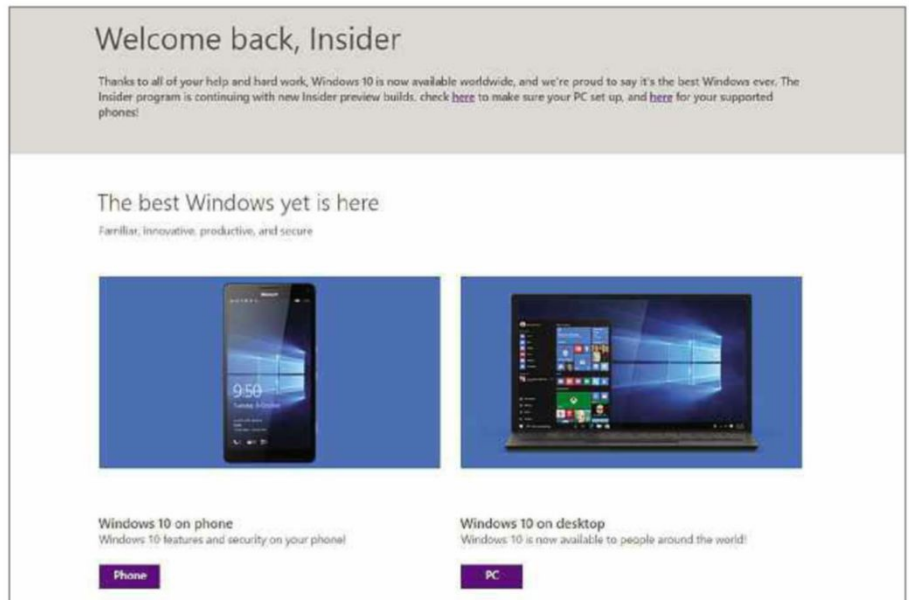 Welcome back, Insider
Thanks to all of your help and hard work, Windows 10 is now available worldwide, and we're proud to say it's the best Windows ever. The
Insider program is continuing with new Insider preview builds, check here to make sure your PC set up, and here for your supported
phones!
The best Windows yet is here
Familiar, innovative, productive, and secure
9:50
Windows 10 on phone
Windows 10 on desktop
Windows 10 features and security on your phone!
Windows 10 is now available to people around the world!
Phone
PC